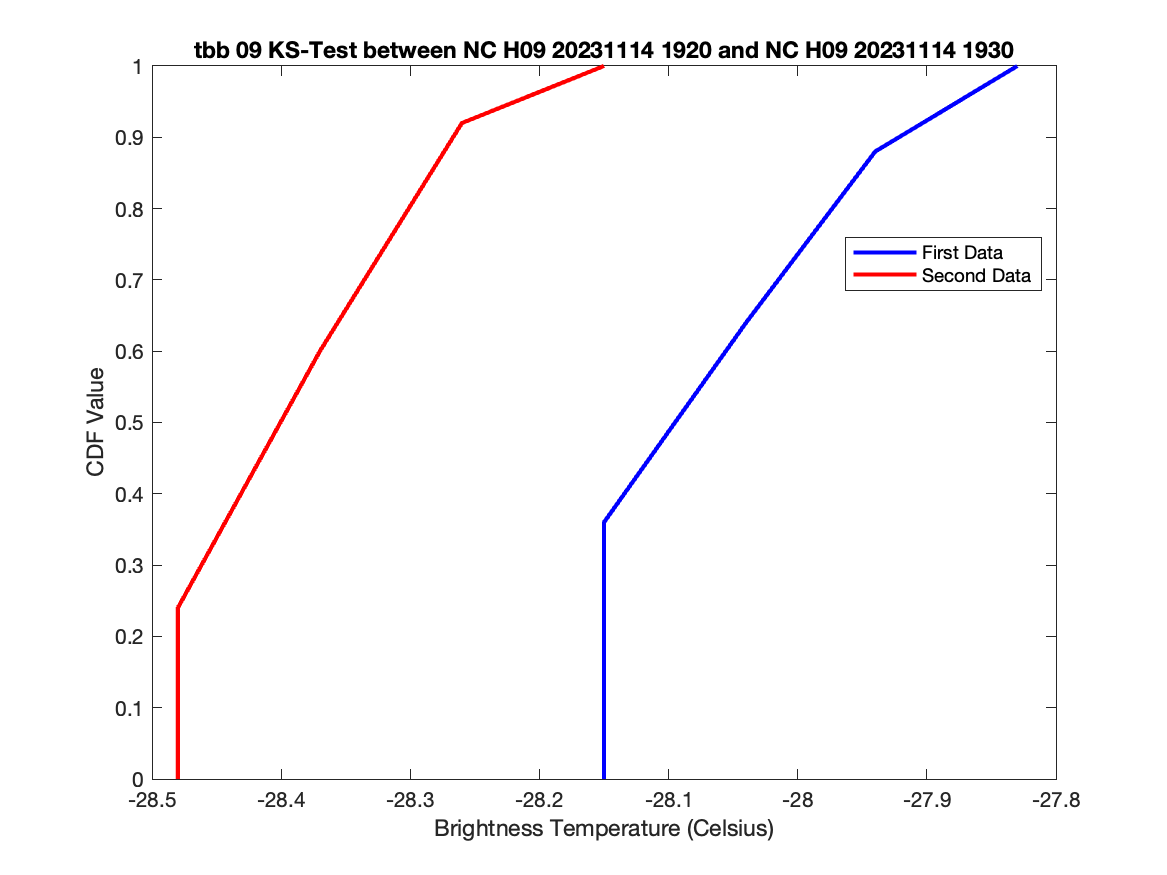 tbb 09 KS-Test between NC H09 20231114 1920 and NC H09 20231114 1930
1
0.9
0.8
0.7
0.6
0.5
0.4
0.3
0.2
0.1
0
CDF Value
First Data
Second Data
-28.5 -28.4 -28.3 -28.2 -28.1 -28 -27.9 -27.8
Brightness Temperature (Celsius)